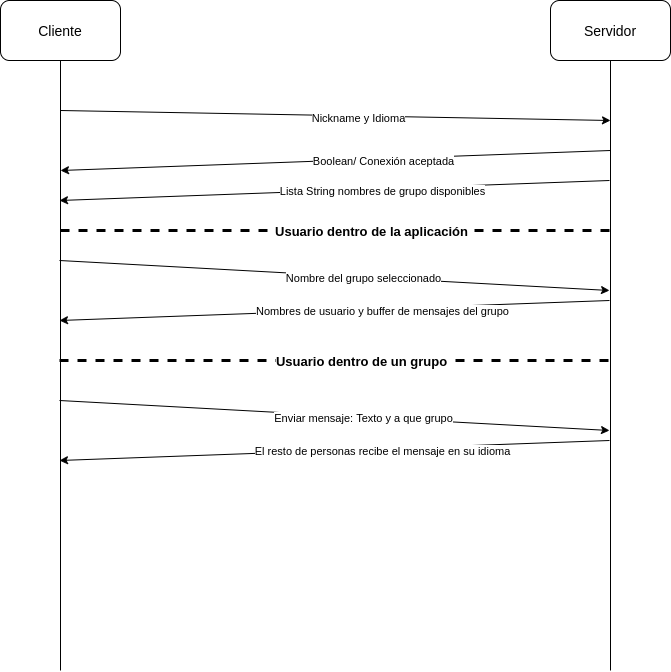 Cliente
Servidor
Nickname y Idioma
Boolean/ Conexión aceptada
Lista String nombres de grupo disponibles
Usuario dentro de la aplicación
Nombre del grupo seleccionado
Nombres de usuario y buffer de mensajes del grupo
Usuario dentro de un grupo
Enviar mensaje: Texto y a que grupo
El resto de personas recibe el mensaje en su idioma